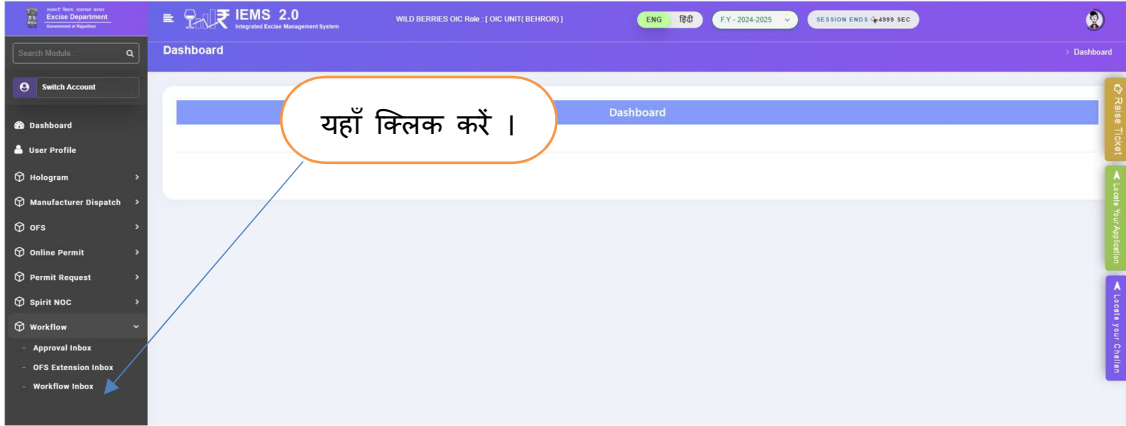 Excise Department
Government of Rajasthan
Search Module...
Switch Account
Dashboard
User Profile
Hologram
Manufacturer Dispatch
OFS
Online Permit
Permit Request
Spirit NOC
Workflow
- Approval Inbox
- OFS Extension Inbox
- Workflow Inbox
IEMS 2.0
Integrated Excise Management System
WILD BERRIES OIC Role : [ OIC UNIT( BEHROR) ]
ENG हिंदी
F.Y - 2024-2025
SESSION ENDS 4999 SEC
Dashboard
> Dashboard
Dashboard
यहाँ क्लिक करें ।
Raise Ticket
Locate Your Application
Locate your Challan